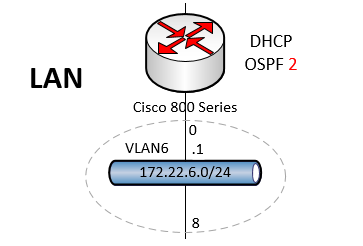 DHCP
OSPF 2
LAN
Cisco 800 Series
0
VLAN6
.1
172.22.6.0/24
8